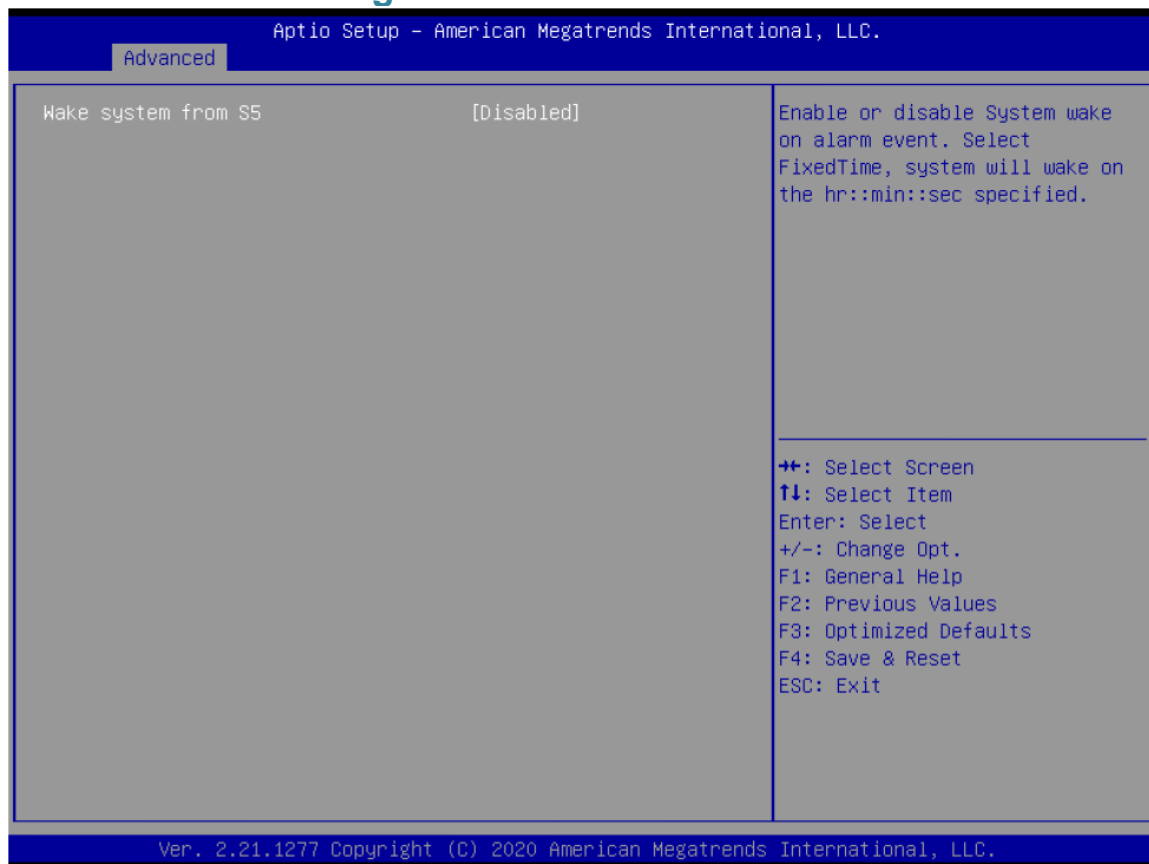 Aptio Setup – American Megatrends International, LLC.
Advanced
Wake system from S5 [Disabled]
Enable or disable System wake
on alarm event. Select
FixedTime, system will wake on
the hr::min::sec specified.
→←: Select Screen
↑↓: Select Item
Enter: Select
+/-: Change Opt.
F1: General Help
F2: Previous Values
F3: Optimized Defaults
F4: Save & Reset
ESC: Exit
Ver. 2.21.1277 Copyright (C) 2020 American Megatrends International, LLC.